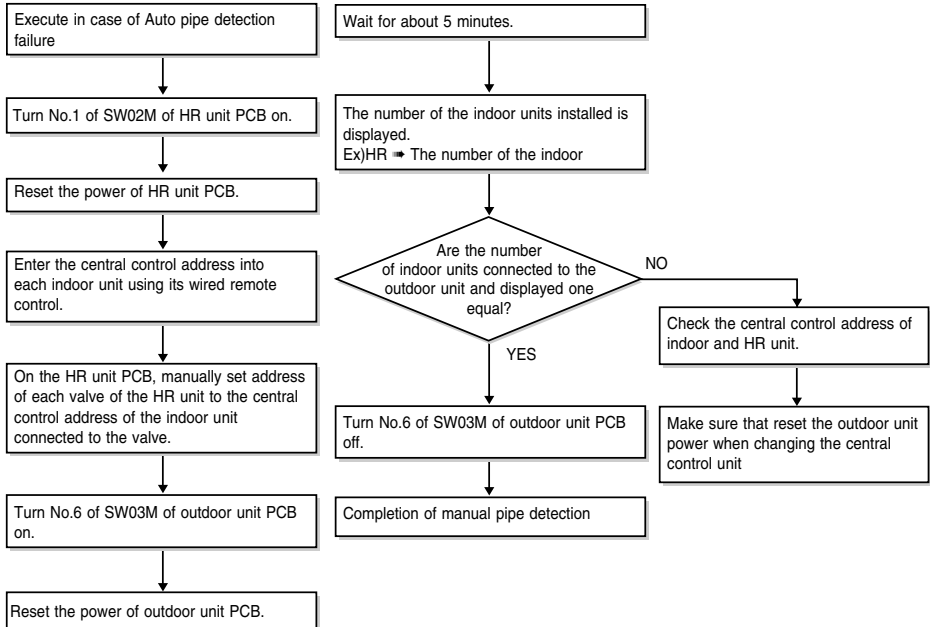 Execute in case of Auto pipe detection
failure
Turn No.1 of SW02M of HR unit PCB on.
Reset the power of HR unit PCB.
Enter the central control address into
each indoor unit using its wired remote
control.
On the HR unit PCB, manually set address
of each valve of the HR unit to the central
control address of the indoor unit
connected to the valve.
Turn No.6 of SW03M of outdoor unit PCB
on.
Reset the power of outdoor unit PCB.
Wait for about 5 minutes.
The number of the indoor units installed is
displayed.
Ex)HR ➠ The number of the indoor
Are the number
of indoor units connected to the
outdoor unit and displayed one
equal?
NO
YES
Turn No.6 of SW03M of outdoor unit PCB
off.
Completion of manual pipe detection
Check the central control address of
indoor and HR unit.
Make sure that reset the outdoor unit
power when changing the central
control unit